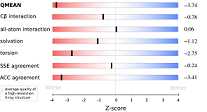 QMEAN -3.74
Cβ interaction -0.78
all-atom interaction 0.06
solvation -1.12
torsion -2.75
SSE agreement -0.24
ACC agreement -3.41
Average quality of a high resolution X-ray structure
Worse Better
-4 -3 -2 -1 0 1 2 3 4
Z-score